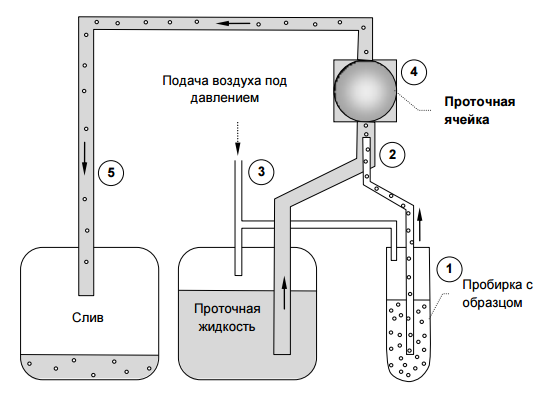 4
Подача воздуха под
давлением
Проточная
ячейка
2
3
5
1
Пробирка с
образцом
Проточная
жидкость
Слив